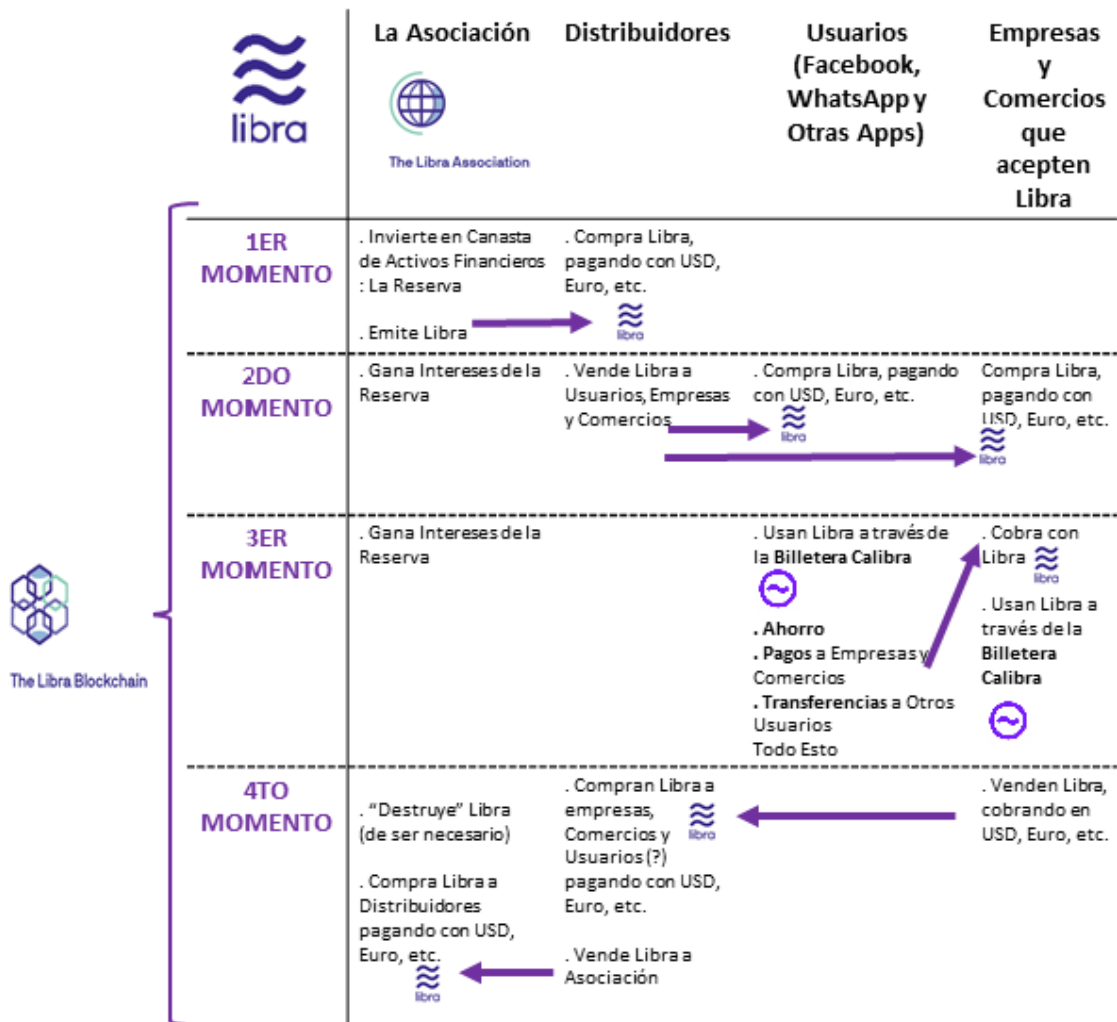 libra
La Asociación
The Libra Association
Distribuidores
Usuarios
(Facebook,
WhatsApp y
Otras Apps)
Empresas
y
Comercios
que
acepten
Libra
The Libra Blockchain
1ER
MOMENTO
. Invierte en Canasta
de Activos Financieros
: La Reserva
. Emite Libra
. Compra Libra,
pagando con USD,
Euro, etc.
libra
2DO
MOMENTO
. Gana Intereses de la
Reserva
. Vende Libra a
Usuarios, Empresas
y Comercios
. Compra Libra, pagando
con USD, Euro, etc.
libra
Compra Libra,
pagando con
USD, Euro, etc.
libra
3ER
MOMENTO
. Gana Intereses de la
Reserva
. Usan Libra a través de
la Billetera Calibra
. Ahorro
. Pagos a Empresas y
Comercios
. Transferencias a Otros
Usuarios
Todo Esto
. Cobra con
Libra
libra
. Usan Libra a
través de la
Billetera
Calibra
4TO
MOMENTO
. “Destruye” Libra
(de ser necesario)
. Compra Libra a
Distribuidores
pagando con USD,
Euro, etc.
libra
. Compran Libra a
empresas,
Comercios y
Usuarios (?)
pagando con USD,
Euro, etc.
libra
. Vende Libra a
Asociación
. Venden Libra,
cobrando en
USD, Euro, etc.